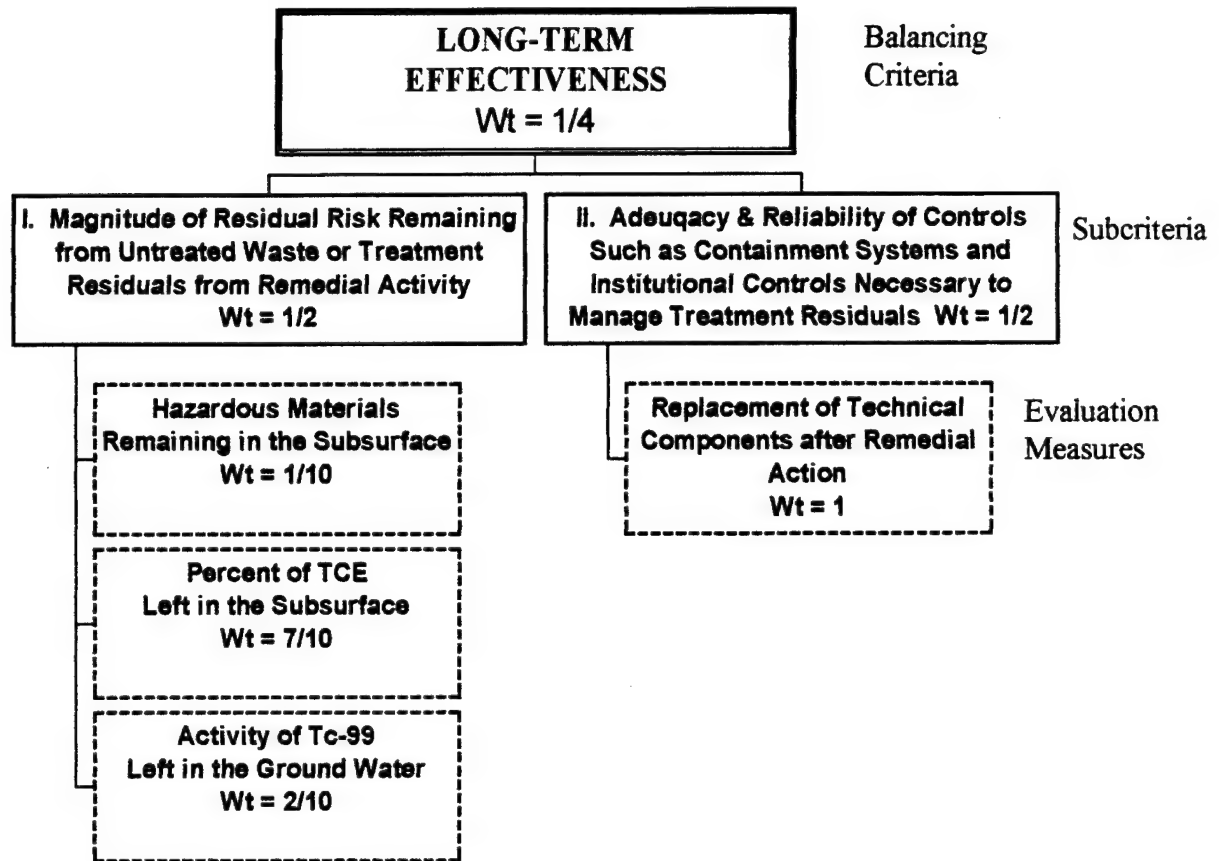 LONG-TERM
EFFECTIVENESS
Wt = 1/4
Balancing
Criteria
I. Magnitude of Residual Risk Remaining
from Untreated Waste or Treatment
Residuals from Remedial Activity
Wt = 1/2
II. Adeuqacy & Reliability of Controls
Such as Containment Systems and
Institutional Controls Necessary to
Manage Treatment Residuals Wt = 1/2
Subcriteria
Hazardous Materials
Remaining in the Subsurface
Wt = 1/10
Replacement of Technical
Components after Remedial
Action
Wt = 1
Evaluation
Measures
Percent of TCE
Left in the Subsurface
Wt = 7/10
Activity of Tc-99
Left in the Ground Water
Wt = 2/10